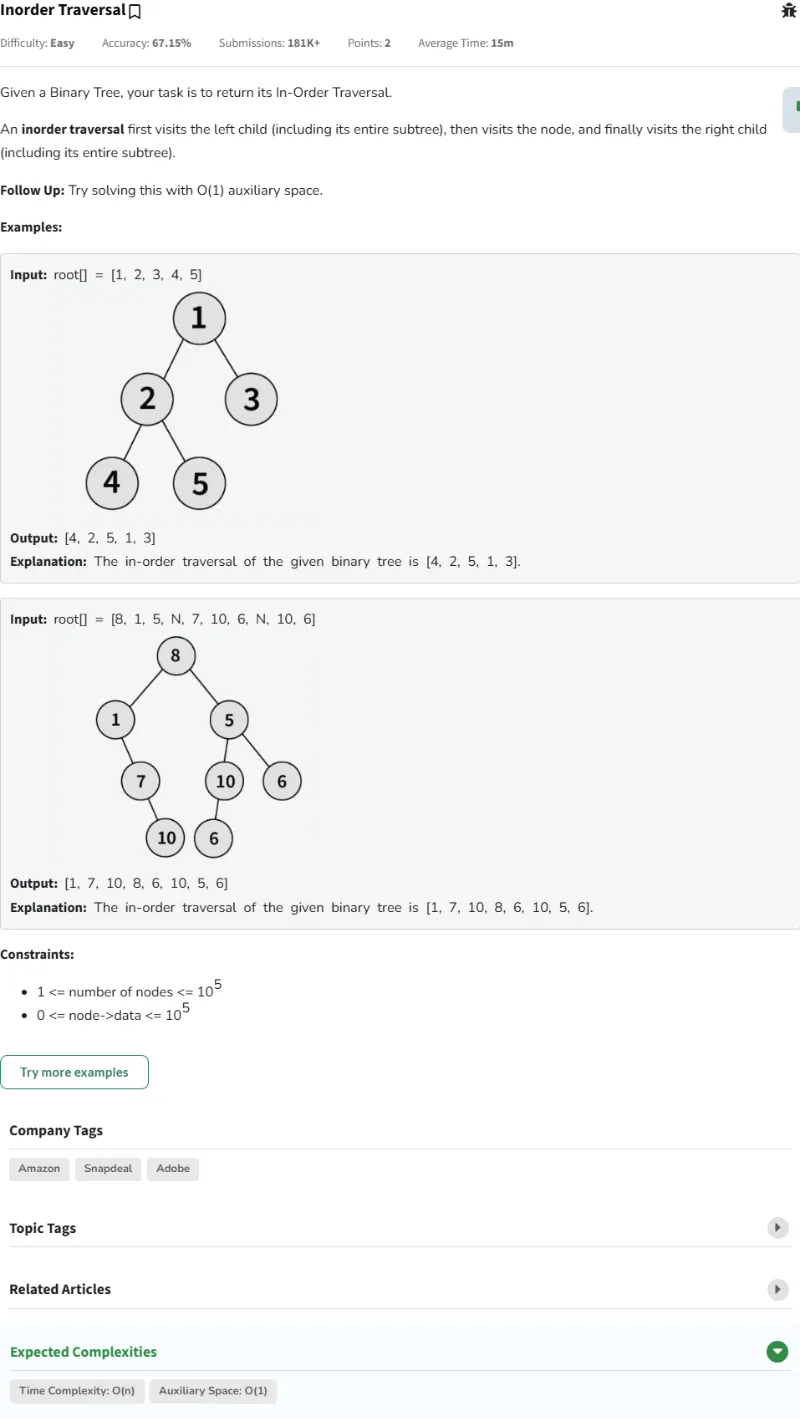 Inorder Traversal
Difficulty: Easy Accuracy: 67.15% Submissions: 181K+ Points: 2 Average Time: 15m
Given a Binary Tree, your task is to return its In-Order Traversal.
An inorder traversal first visits the left child (including its entire subtree), then visits the node, and finally visits the right child
(including its entire subtree).
Follow Up: Try solving this with O(1) auxiliary space.
Examples:
Input: root[] = [1, 2, 3, 4, 5]
1
2 3
4 5
Output: [4, 2, 5, 1, 3]
Explanation: The in-order traversal of the given binary tree is [4, 2, 5, 1, 3].
Input: root[] = [8, 1, 5, N, 7, 10, 6, N, 10, 6]
8
1 5
7 10 6
10 6
Output: [1, 7, 10, 8, 6, 10, 5, 6]
Explanation: The in-order traversal of the given binary tree is [1, 7, 10, 8, 6, 10, 5, 6].
Constraints:
• 1 <= number of nodes <= 10^5
• 0 <= node->data <= 10^5
Try more examples
Company Tags
Amazon Snapdeal Adobe
Topic Tags
Related Articles
Expected Complexities
Time Complexity: O(n) Auxiliary Space: O(1)